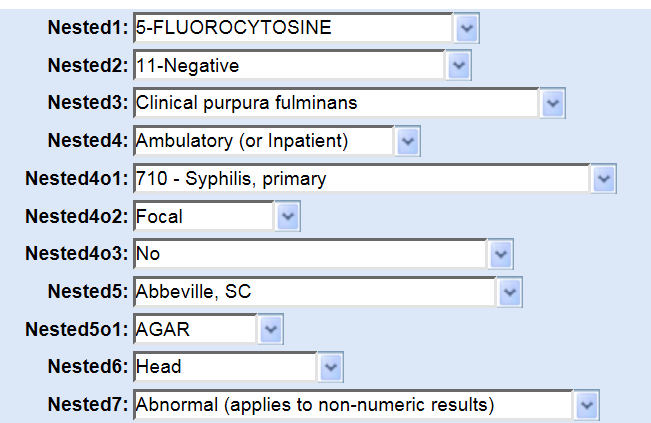 Nested1: 5-FLUOROCYTOSINE
Nested2: 11-Negative
Nested3: Clinical purpura fulminans
Nested4: Ambulatory (or Inpatient)
Nested4o1: 710 - Syphilis, primary
Nested4o2: Focal
Nested4o3: No
Nested5: Abbeville, SC
Nested5o1: AGAR
Nested6: Head
Nested7: Abnormal (applies to non-numeric results)